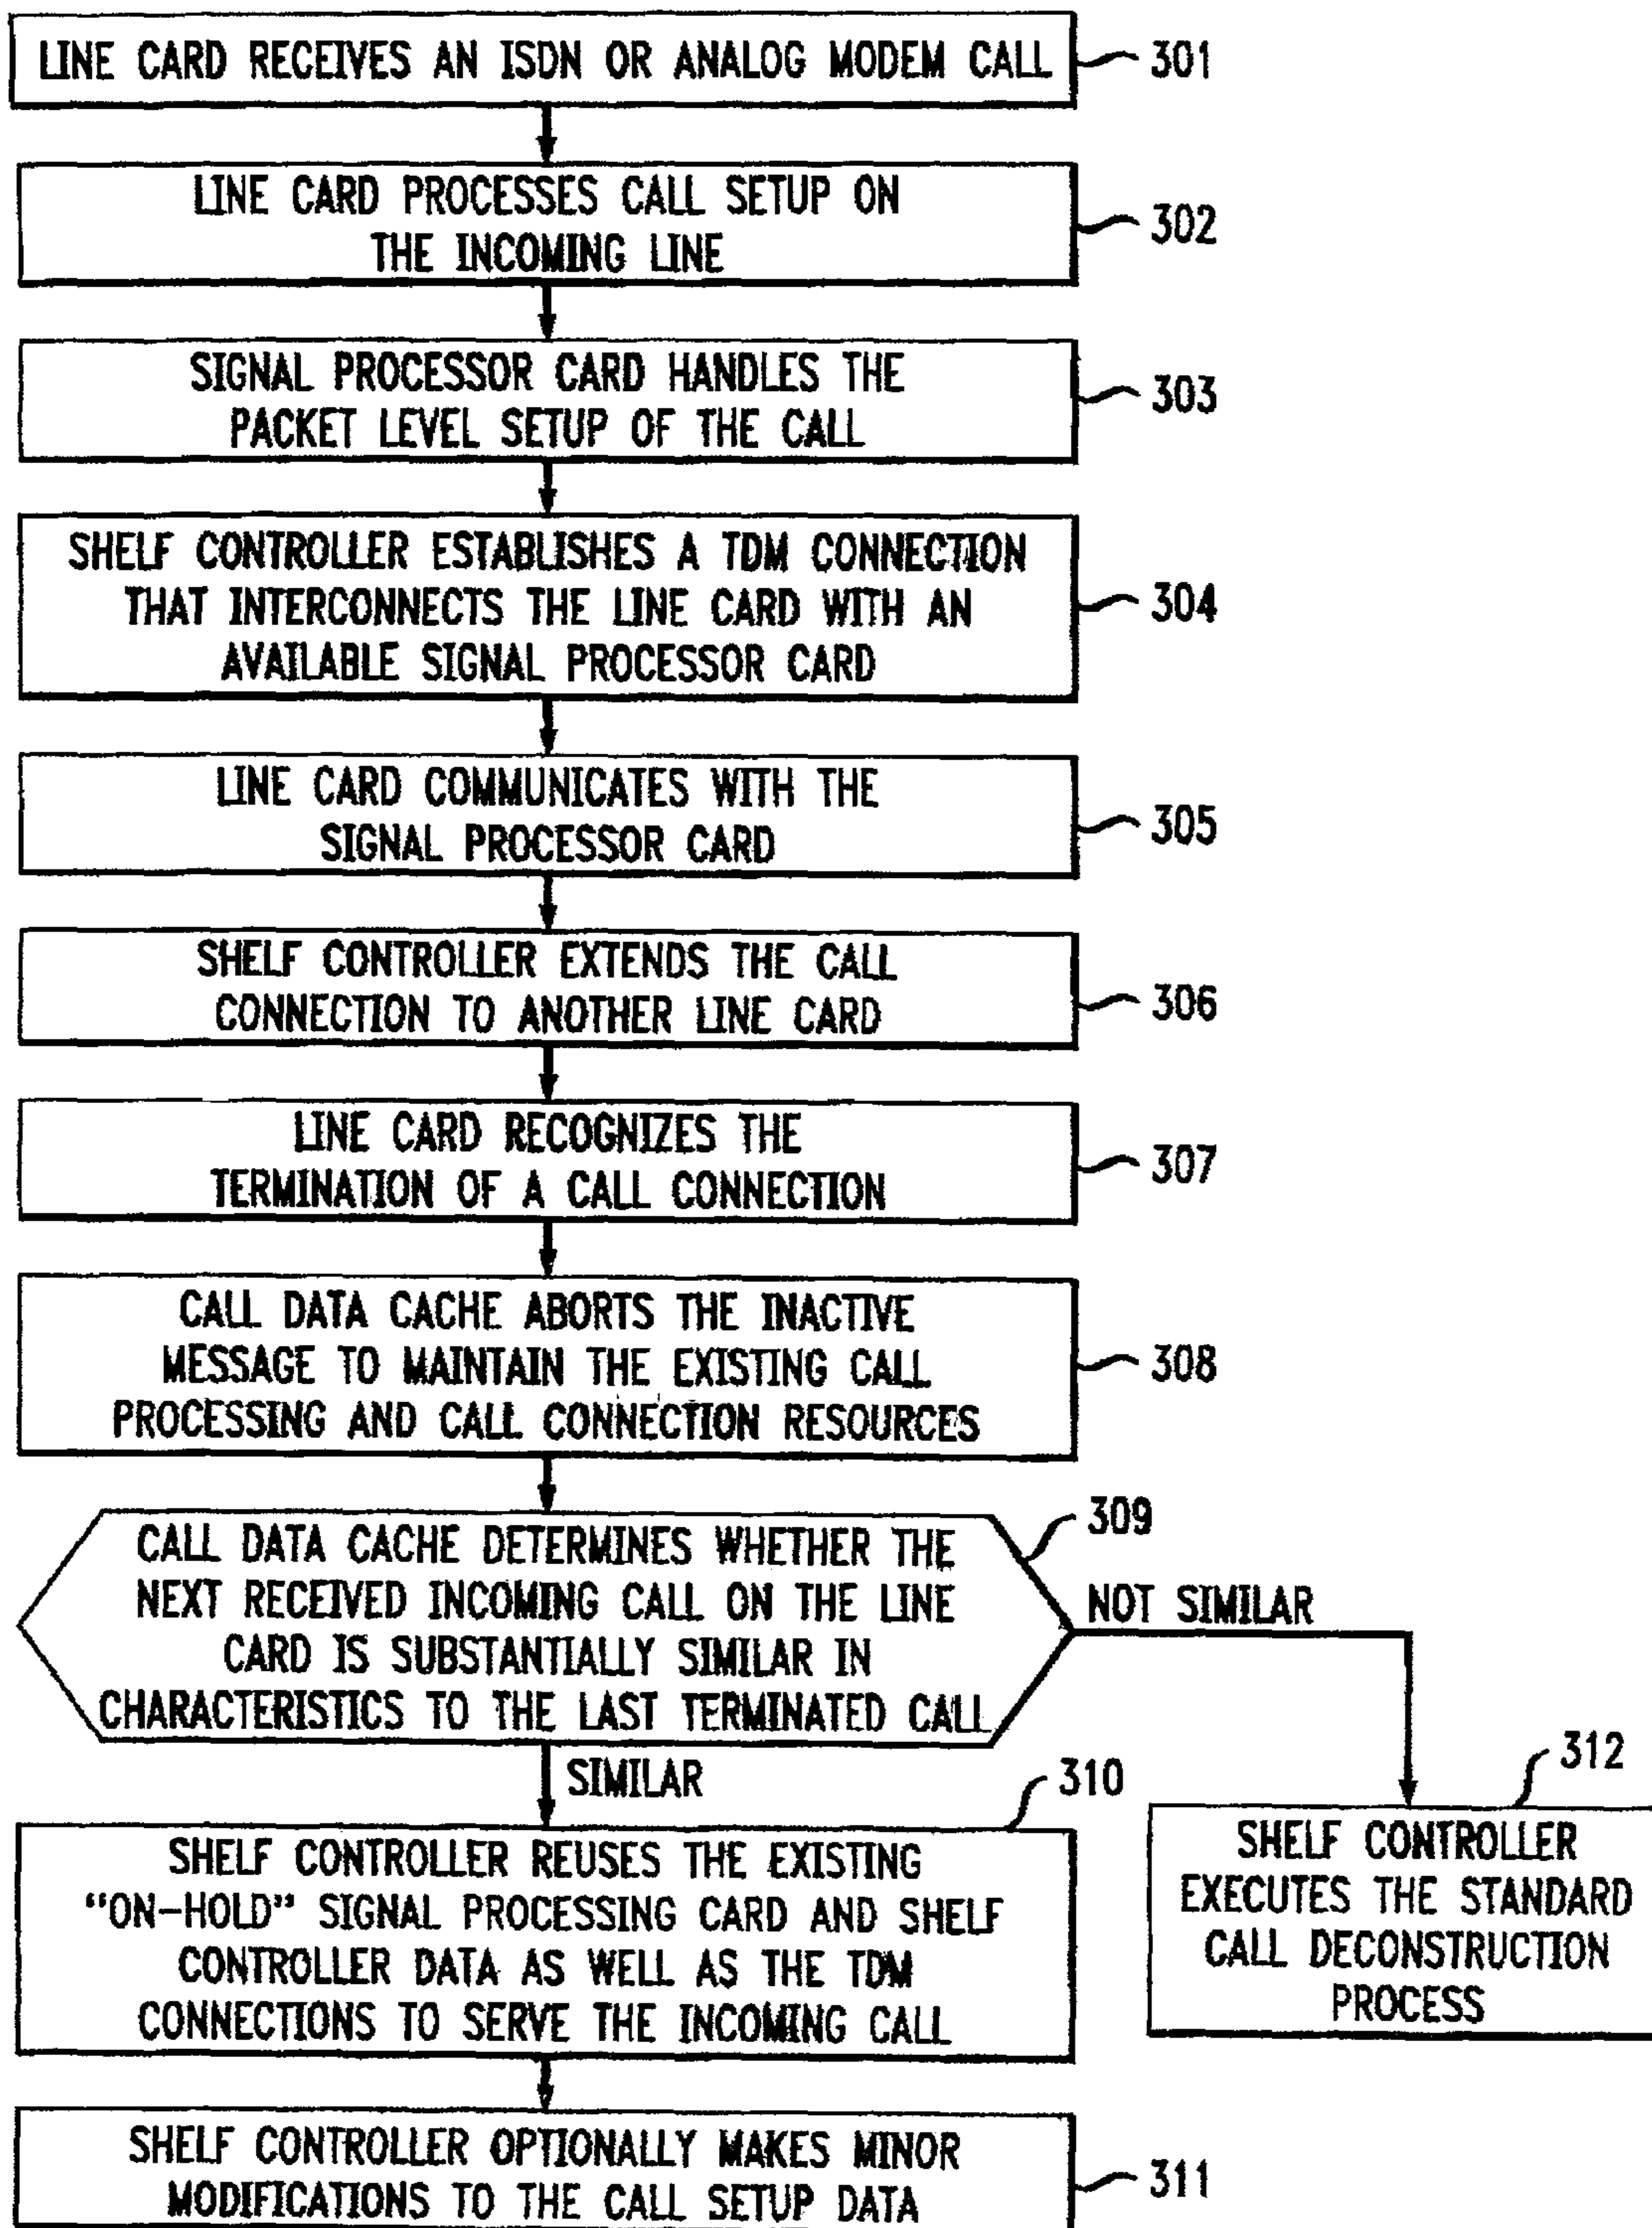 LINE CARD RECEIVES AN ISDN OR ANALOG MODEM CALL
301
LINE CARD PROCESSES CALL SETUP ON
THE INCOMING LINE
302
SIGNAL PROCESSOR CARD HANDLES THE
PACKET LEVEL SETUP OF THE CALL
303
SHELF CONTROLLER ESTABLISHES A TDM CONNECTION
THAT INTERCONNECTS THE LINE CARD WITH AN
AVAILABLE SIGNAL PROCESSOR CARD
304
LINE CARD COMMUNICATES WITH THE
SIGNAL PROCESSOR CARD
305
SHELF CONTROLLER EXTENDS THE CALL
CONNECTION TO ANOTHER LINE CARD
306
LINE CARD RECOGNIZES THE
TERMINATION OF A CALL CONNECTION
307
CALL DATA CACHE ABORTS THE INACTIVE
MESSAGE TO MAINTAIN THE EXISTING CALL
PROCESSING AND CALL CONNECTION RESOURCES
308
CALL DATA CACHE DETERMINES WHETHER THE
NEXT RECEIVED INCOMING CALL ON THE LINE
CARD IS SUBSTANTIALLY SIMILAR IN
CHARACTERISTICS TO THE LAST TERMINATED CALL
309
NOT SIMILAR
SIMILAR
310
SHELF CONTROLLER REUSES THE EXISTING
“ON-HOLD” SIGNAL PROCESSING CARD AND SHELF
CONTROLLER DATA AS WELL AS THE TDM
CONNECTIONS TO SERVE THE INCOMING CALL
312
SHELF CONTROLLER
EXECUTES THE STANDARD
CALL DECONSTRUCTION
PROCESS
SHELF CONTROLLER OPTIONALLY MAKES MINOR
MODIFICATIONS TO THE CALL SETUP DATA
311